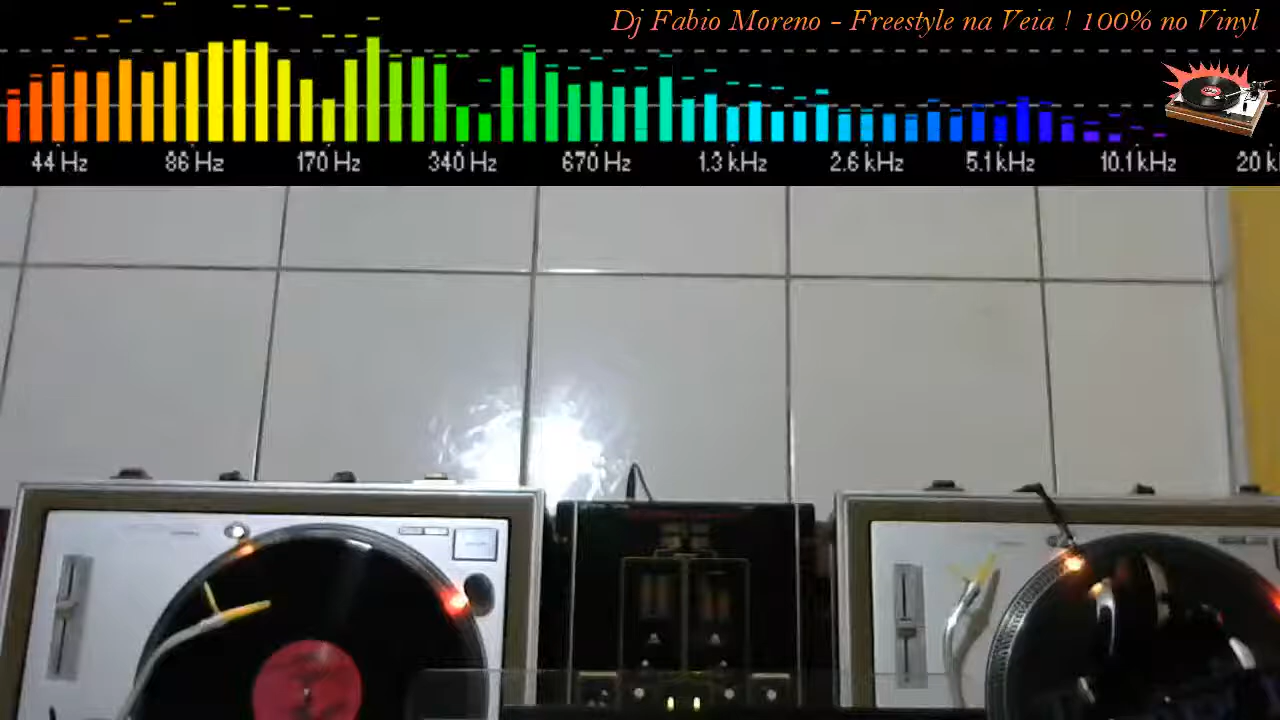 Dj Fabio Moreno - Freestyle na Veia ! 100% no Vinyl
44 Hz 86 Hz 170 Hz 340 Hz 670 Hz 1.3 kHz 2.6 kHz 5.1 kHz 10.1 kHz 20 k